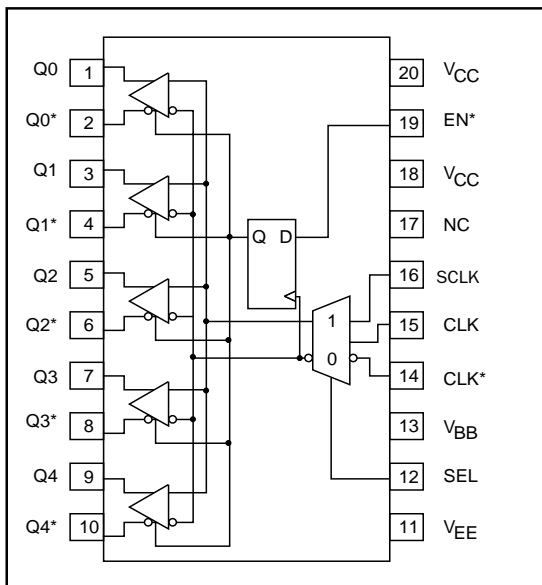 Q0 1
Q0* 2
Q1 3
Q1* 4
Q2 5
Q2* 6
Q3 7
Q3* 8
Q4 9
Q4* 10
Q D
1
0
20 VCC
19 EN*
18 VCC
17 NC
16 SCLK
15 CLK
14 CLK*
13 VBB
12 SEL
11 VEE